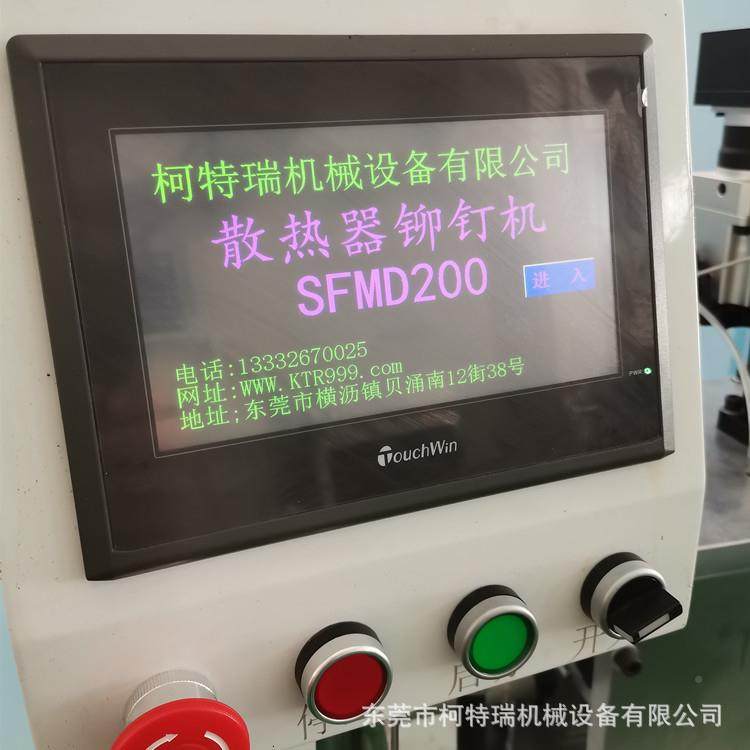 柯特瑞机械设备有限公司
散热器铆钉机
SFMD200
进 入
电话:13332670025
网址:WWW.KTR999.com
地址;东莞市横沥镇贝涌南12街38号
PWR
TouchWin
停
启
开
东莞市柯特瑞机械设备有限公司